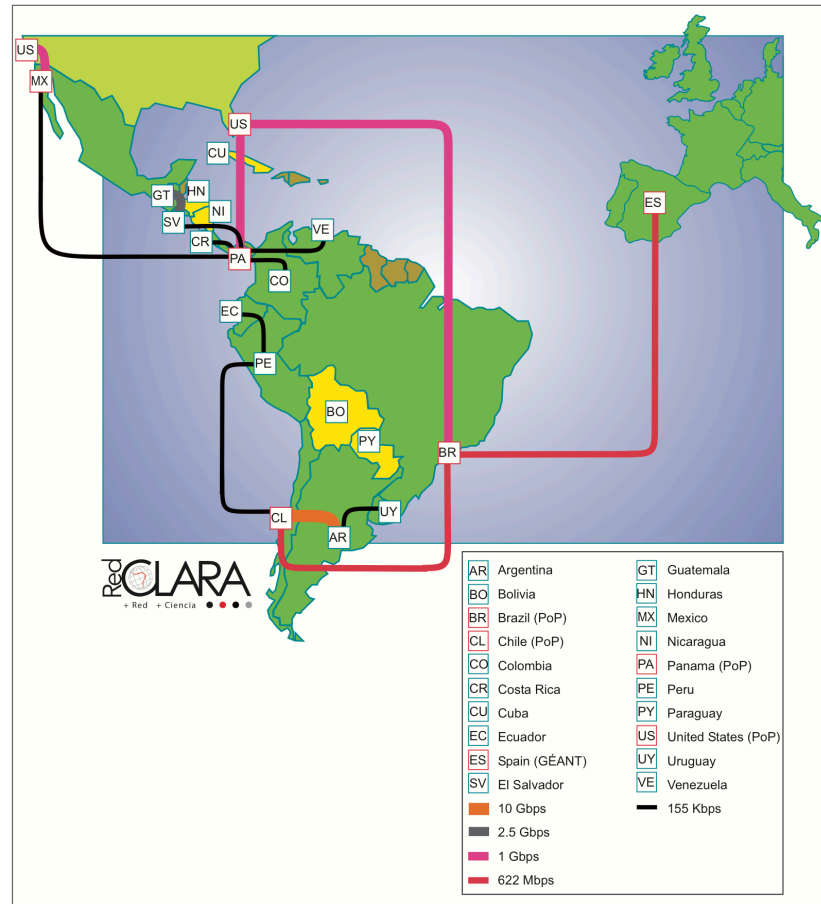 US
MX
US
CU
HN
GT
NI
SV
CR
VE
PA
CO
ES
EC
PE
BO
PY
BR
CL
UY
AR
Red CLARA
+ Red + Ciencia
AR Argentina
BO Bolivia
BR Brazil (PoP)
CL Chile (PoP)
CO Colombia
CR Costa Rica
CU Cuba
EC Ecuador
ES Spain (GÉANT)
SV El Salvador
10 Gbps
2.5 Gbps
1 Gbps
622 Mbps
GT Guatemala
HN Honduras
MX Mexico
NI Nicaragua
PA Panama (PoP)
PE Peru
PY Paraguay
US United States (PoP)
UY Uruguay
VE Venezuela
155 Kbps